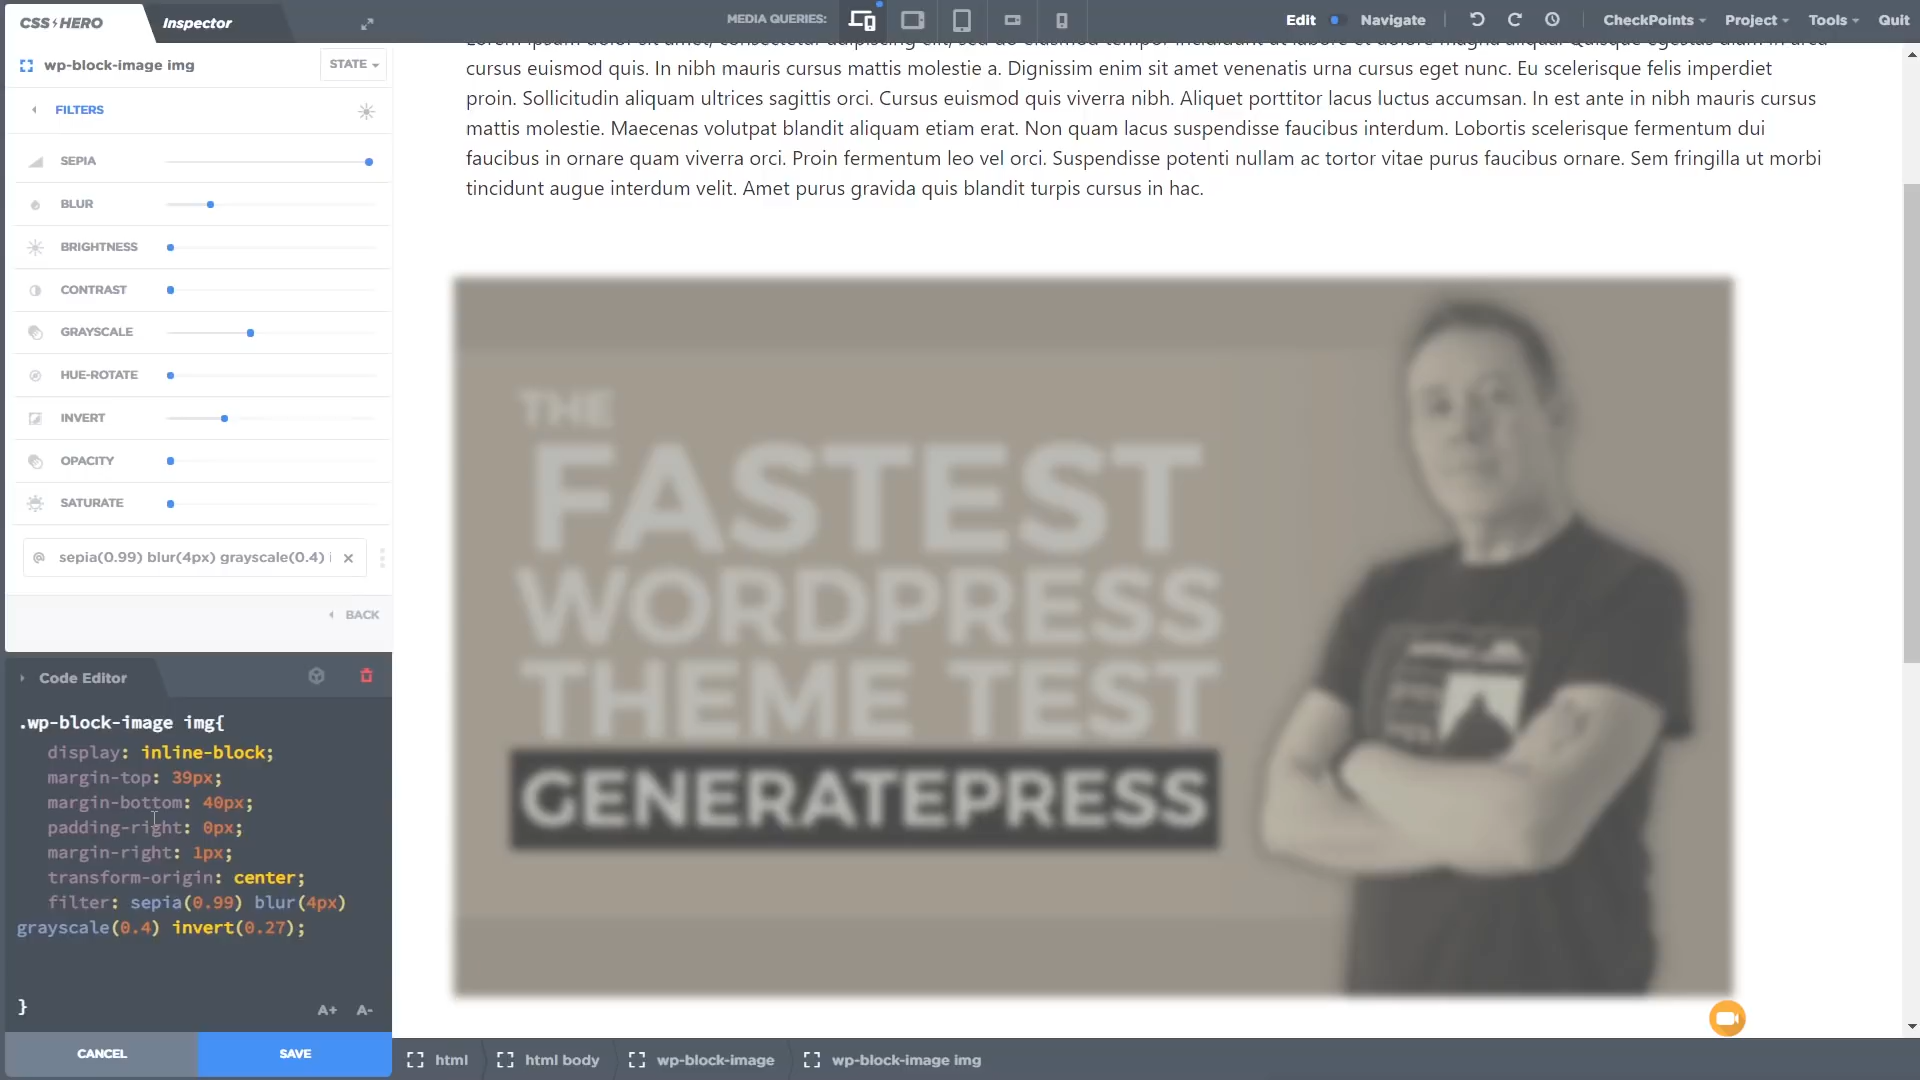 CSS HERO
Inspector
MEDIA QUERIES:
Edit
Navigate
CheckPoints
Project
Tools
Quit
wp-block-image img
STATE
FILTERS
SEPIA
BLUR
BRIGHTNESS
CONTRAST
GRAYSCALE
HUE-ROTATE
INVERT
OPACITY
SATURATE
@ sepia(0.99) blur(4px) grayscale(0.4) i
BACK
Code Editor
.wp-block-image img{
display: inline-block;
margin-top: 39px;
margin-bottom: 40px;
padding-right: 0px;
margin-right: 1px;
transform-origin: center;
filter: sepia(0.99) blur(4px)
grayscale(0.4) invert(0.27);
}
A+ A-
CANCEL
SAVE
cursus euismod quis. In nibh mauris cursus mattis molestie a. Dignissim enim sit amet venenatis urna cursus eget nunc. Eu scelerisque felis imperdiet
proin. Sollicitudin aliquam ultrices sagittis orci. Cursus euismod quis viverra nibh. Aliquet porttitor lacus luctus accumsan. In est ante in nibh mauris cursus
mattis molestie. Maecenas volutpat blandit aliquam etiam erat. Non quam lacus suspendisse faucibus interdum. Lobortis scelerisque fermentum dui
faucibus in ornare quam viverra orci. Proin fermentum leo vel orci. Suspendisse potenti nullam ac tortor vitae purus faucibus ornare. Sem fringilla ut morbi
tincidunt augue interdum velit. Amet purus gravida quis blandit turpis cursus in hac.
THE
FASTEST
WORDPRESS
THEME TEST
GENERATEPRESS
html
html body
wp-block-image
wp-block-image img